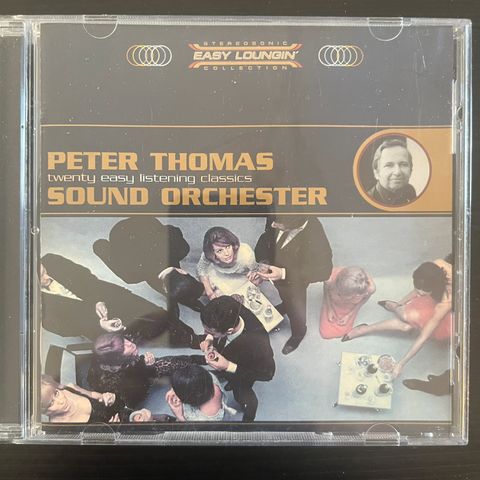 STEREOSONIC
EASY LOUNGIN'
COLLECTION
PETER THOMAS
twenty easy listening classics
SOUND ORCHESTER